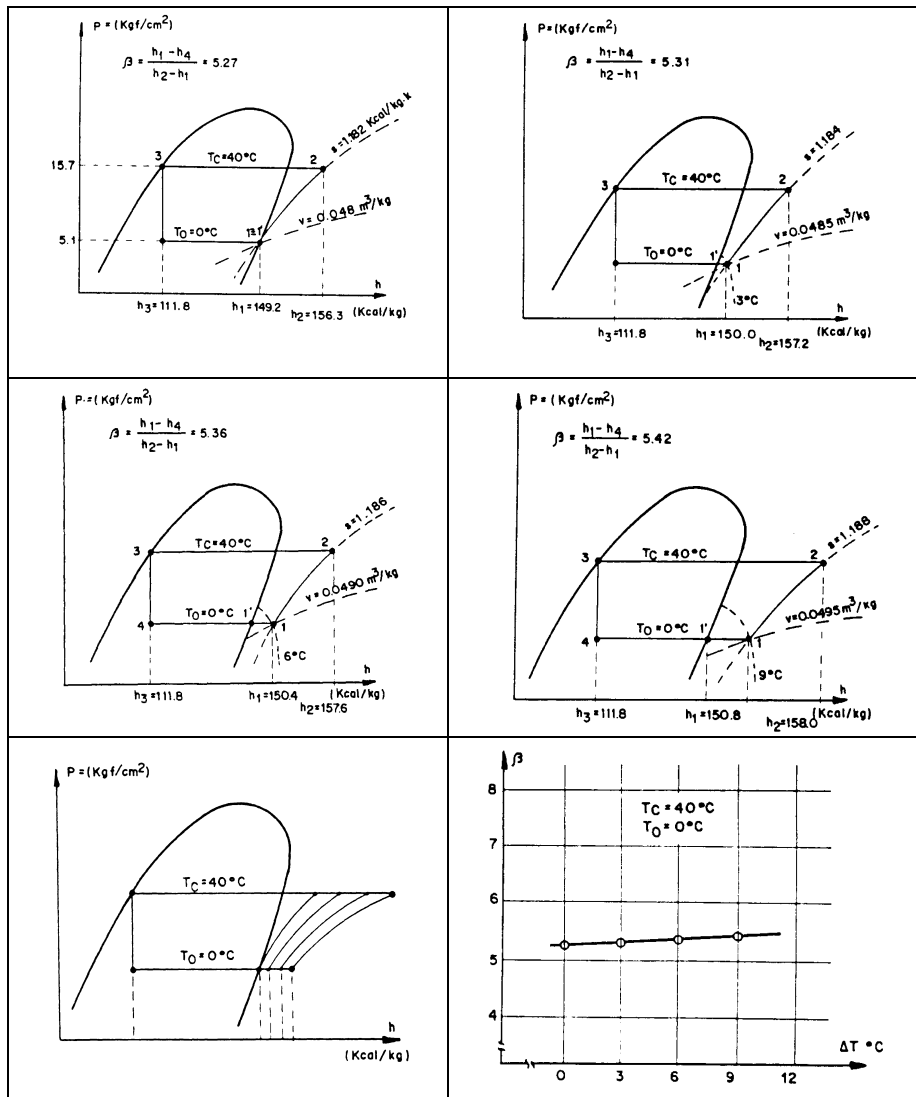 P = (Kgf/cm²)
β = h₁ - h₄ / h₂ - h₁ = 5.27
s = 1.182 Kcal/kg.k
3
TC = 40°C
2
15.7
v = 0.048 m³/kg
TO = 0°C
1≡1'
5.1
h
h₃ = 111.8
h₁ = 149.2
h₂ = 156.3
(Kcal/kg)
P = (Kgf/cm²)
β = h₁ - h₄ / h₂ - h₁ = 5.31
s = 1.184
TC = 40°C
2
3
v = 0.0485 m³/kg
TO = 0°C
1'
1
3°C
h
h₃ = 111.8
h₁ = 150.0
(Kcal/kg)
h₂ = 157.2
P = (Kgf/cm²)
β = h₁ - h₄ / h₂ - h₁ = 5.36
s = 1.186
3
TC = 40°C
2
v = 0.0490 m³/kg
TO = 0°C
1'
4
1
6°C
h
h₃ = 111.8
h₁ = 150.4
(Kcal/kg)
h₂ = 157.6
P = (Kgf/cm²)
β = h₁ - h₄ / h₂ - h₁ = 5.42
s = 1.188
3
TC = 40°C
2
v = 0.0495 m³/kg
TO = 0°C
1'
4
1
9°C
h
h₃ = 111.8
h₁ = 150.8
(Kcal/kg)
h₂ = 158.0
P = (Kgf/cm²)
TC = 40°C
TO = 0°C
h
(Kcal/kg)
β
8
TC = 40°C
TO = 0°C
7
6
5
4
ΔT °C
0
3
6
9
12